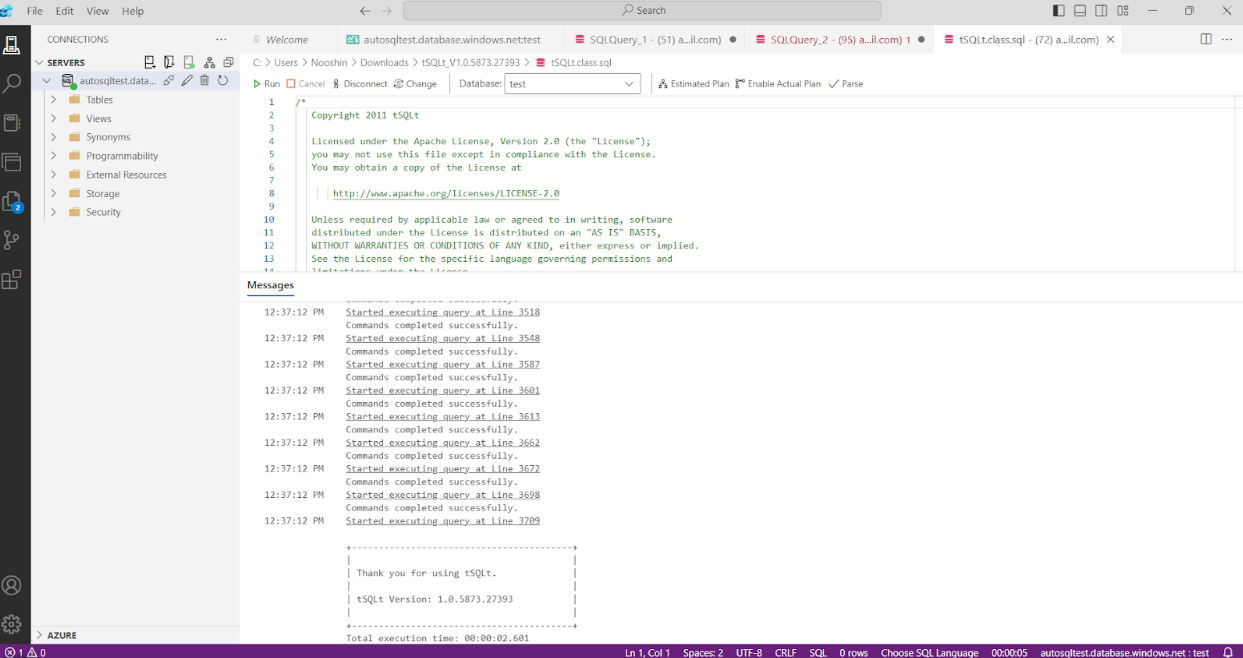 File Edit View Help
Search
CONNECTIONS
Welcome
autosqltest.database.windows.net:test
SQLQuery_1 - (51) a...il.com)
SQLQuery_2 - (95) a...il.com) 1
tSQLt.class.sql - (72) a...il.com)
SERVERS
autosqltest.data...
Tables
Views
Synonyms
Programmability
External Resources
Storage
Security
2
AZURE
C: > Users > Nooshin > Downloads > tSQLt_V1.0.5873.27393 > tSQLt.class.sql
Run Cancel Disconnect Change Database: test Estimated Plan Enable Actual Plan Parse
1 /*
2 Copyright 2011 tSQLt
3
4 Licensed under the Apache License, Version 2.0 (the "License");
5 you may not use this file except in compliance with the License.
6 You may obtain a copy of the License at
7
8 http://www.apache.org/licenses/LICENSE-2.0
9
10 Unless required by applicable law or agreed to in writing, software
11 distributed under the License is distributed on an "AS IS" BASIS,
12 WITHOUT WARRANTIES OR CONDITIONS OF ANY KIND, either express or implied.
13 See the License for the specific language governing permissions and
14 limitations under the License.
Messages
Commands completed successfully.
12:37:12 PM Started executing query at Line 3518
Commands completed successfully.
12:37:12 PM Started executing query at Line 3548
Commands completed successfully.
12:37:12 PM Started executing query at Line 3587
Commands completed successfully.
12:37:12 PM Started executing query at Line 3601
Commands completed successfully.
12:37:12 PM Started executing query at Line 3613
Commands completed successfully.
12:37:12 PM Started executing query at Line 3662
Commands completed successfully.
12:37:12 PM Started executing query at Line 3672
Commands completed successfully.
12:37:12 PM Started executing query at Line 3698
Commands completed successfully.
12:37:12 PM Started executing query at Line 3709
Thank you for using tSQLt.
tSQLt Version: 1.0.5873.27393
Total execution time: 00:00:02.601
1 0 Ln 1, Col 1 Spaces: 2 UTF-8 CRLF SQL 0 rows Choose SQL Language 00:00:05 autosqltest.database.windows.net : test